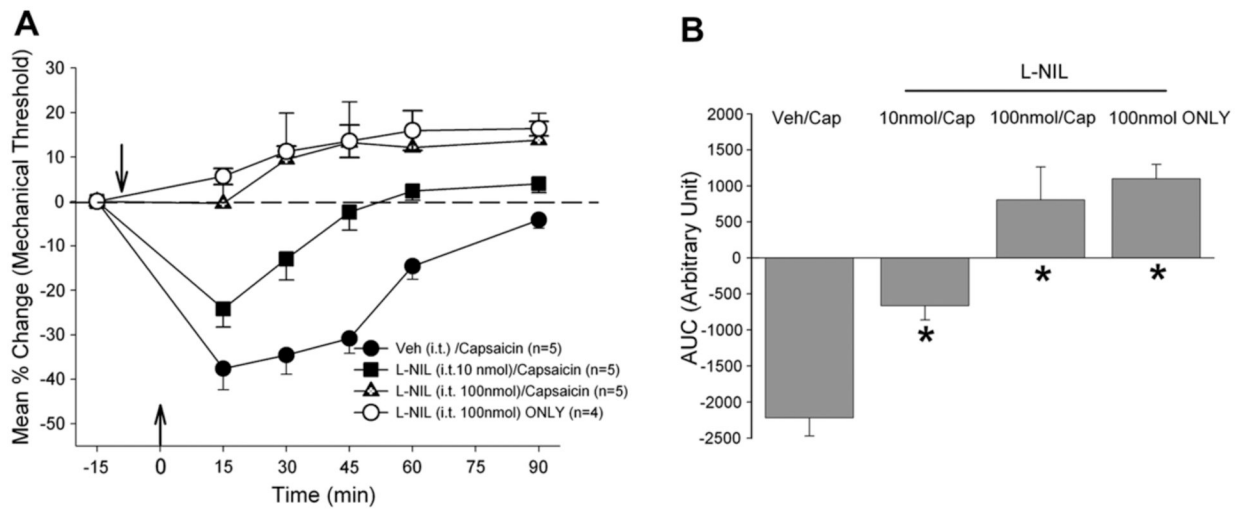 A
Mean % Change (Mechanical Threshold)
30
20
10
0
-10
-20
-30
-40
-50
Veh (i.t.) /Capsaicin (n=5)
L-NIL (i.t.10 nmol)/Capsaicin (n=5)
L-NIL (i.t. 100nmol)/Capsaicin (n=5)
L-NIL (i.t. 100nmol) ONLY (n=4)
-15 0 15 30 45 60 75 90
Time (min)
B
L-NIL
Veh/Cap 10nmol/Cap 100nmol/Cap 100nmol ONLY
AUC (Arbitrary Unit)
2000
1500
1000
500
0
-500
-1000
-1500
-2000
-2500
*
*
*